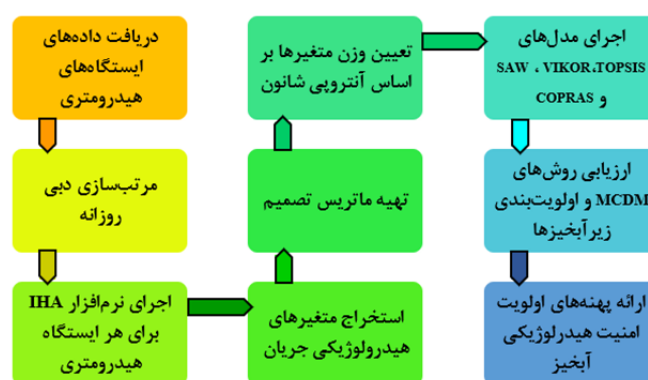 دریافت داده‌های
ایستگاه‌های
هیدرومتری
مرتب‌سازی دبی
روزانه
اجرای نرم‌افزار IHA
برای هر ایستگاه
هیدرومتری
استخراج متغیرهای
هیدرولوژیکی جریان
تهیه ماتریس تصمیم
تعیین وزن متغیرها بر
اساس آنتروپی شانون
اجرای مدل‌های
SAW ، VIKOR،TOPSIS
و COPRAS
ارزیابی روش‌های
MCDM و اولویت‌بندی
زیرآبخیزها
ارائه پهنه‌های اولویت
امنیت هیدرلوژیکی
آبخیز